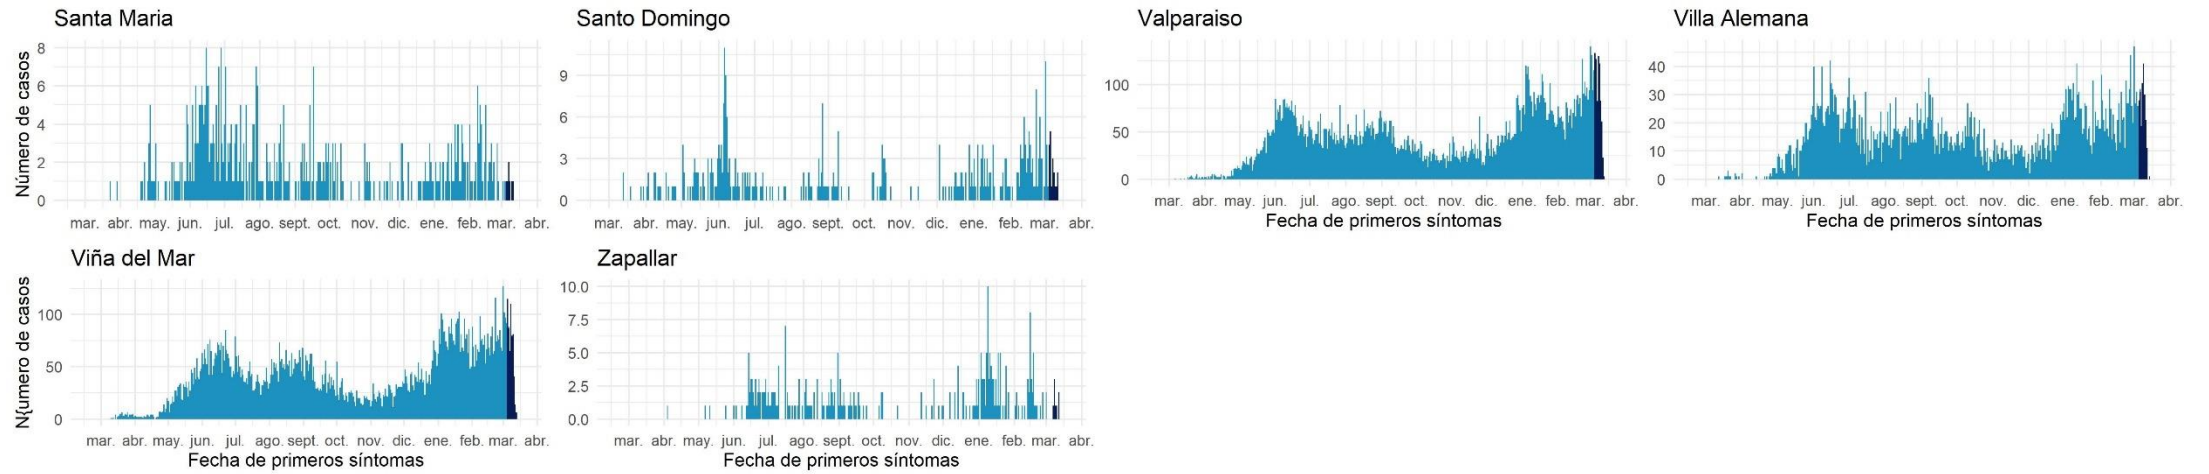 Santa Maria
Número de casos
8
6
4
2
0
mar. abr. may. jun. jul. ago. sept. oct. nov. dic. ene. feb. mar. abr.
Santo Domingo
9
6
3
0
mar. abr. may. jun. jul. ago. sept. oct. nov. dic. ene. feb. mar. abr.
Valparaiso
100
50
0
mar. abr. may. jun. jul. ago. sept. oct. nov. dic. ene. feb. mar. abr.
Fecha de primeros síntomas
Villa Alemana
40
30
20
10
0
mar. abr. may. jun. jul. ago. sept. oct. nov. dic. ene. feb. mar. abr.
Fecha de primeros síntomas
Viña del Mar
N{umero de casos
100
50
0
mar. abr. may. jun. jul. ago. sept. oct. nov. dic. ene. feb. mar. abr.
Fecha de primeros síntomas
Zapallar
10.0
7.5
5.0
2.5
0.0
mar. abr. may. jun. jul. ago. sept. oct. nov. dic. ene. feb. mar. abr.
Fecha de primeros síntomas